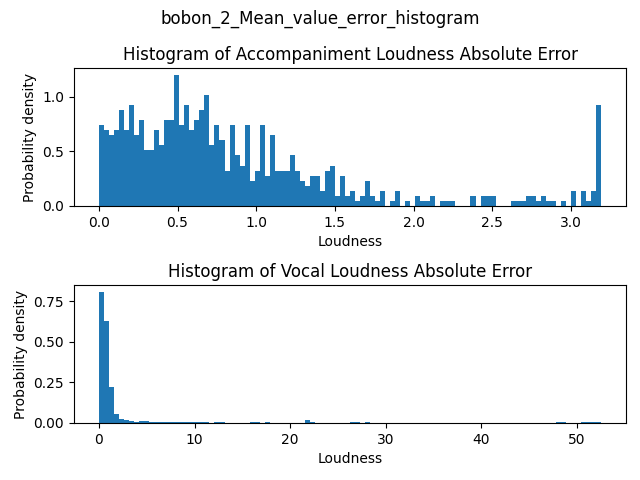 bobon_2_Mean_value_error_histogram
Histogram of Accompaniment Loudness Absolute Error
Probability density
1.0
0.5
0.0
0.0 0.5 1.0 1.5 2.0 2.5 3.0
Loudness
Histogram of Vocal Loudness Absolute Error
Probability density
0.75
0.50
0.25
0.00
0 10 20 30 40 50
Loudness